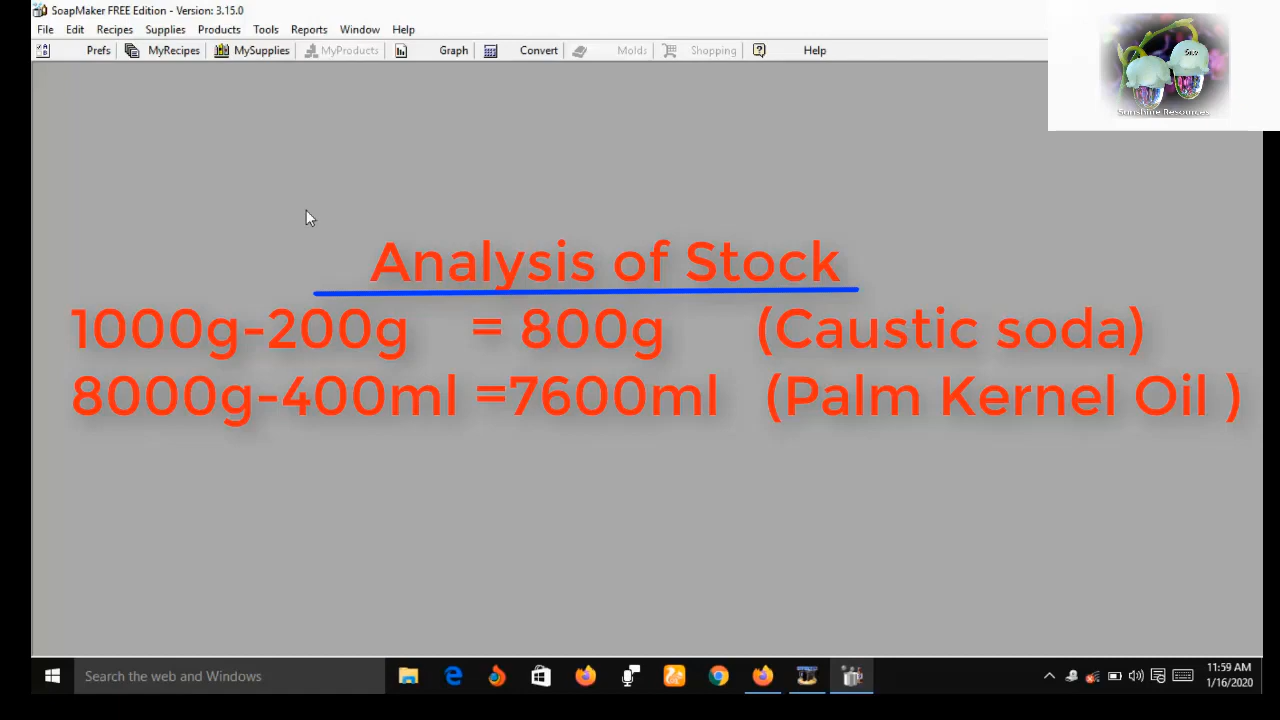 SoapMaker FREE Edition - Version: 3.15.0
File Edit Recipes Supplies Products Tools Reports Window Help
Prefs MyRecipes MySupplies MyProducts Graph Convert Molds Shopping Help
Sunshine Resources
Analysis of Stock
1000g-200g = 800g (Caustic soda)
8000g-400ml =7600ml (Palm Kernel Oil )
Search the web and Windows
11:59 AM
1/16/2020